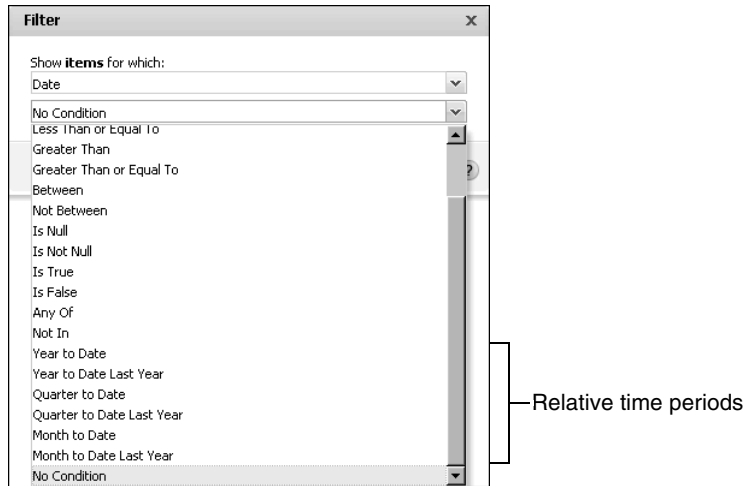 Filter x
Show items for which:
Date
No Condition
Less Than or Equal To
Greater Than
Greater Than or Equal To
?
Between
Not Between
Is Null
Is Not Null
Is True
Is False
Any Of
Not In
Year to Date
Year to Date Last Year
Quarter to Date
Relative time periods
Quarter to Date Last Year
Month to Date
Month to Date Last Year
No Condition